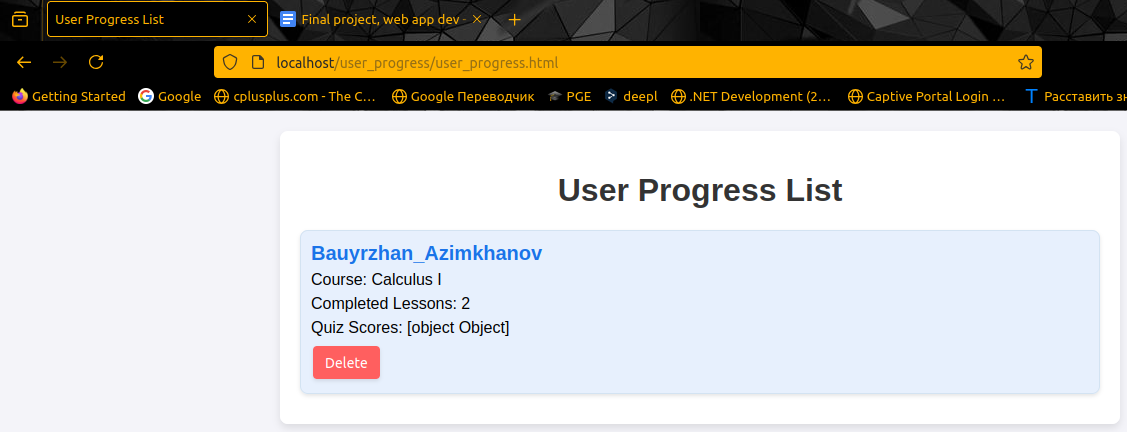 User Progress List
Final project, web app dev -
localhost/user_progress/user_progress.html
Getting Started Google cplusplus.com - The C… Google Переводчик PGE deepl .NET Development (2… Captive Portal Login … Расставить зн
User Progress List
Bauyrzhan_Azimkhanov
Course: Calculus I
Completed Lessons: 2
Quiz Scores: [object Object]
Delete